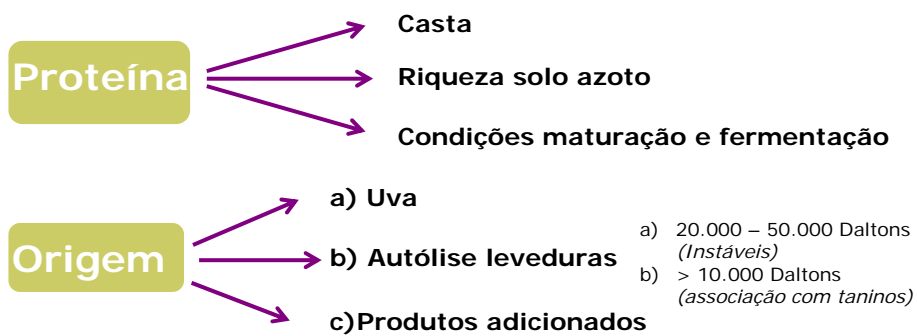 Proteína
Casta
Riqueza solo azoto
Condições maturação e fermentação
Origem
a) Uva
b) Autólise leveduras
c)Produtos adicionados
a) 20.000 – 50.000 Daltons
(Instáveis)
b) > 10.000 Daltons
(associação com taninos)